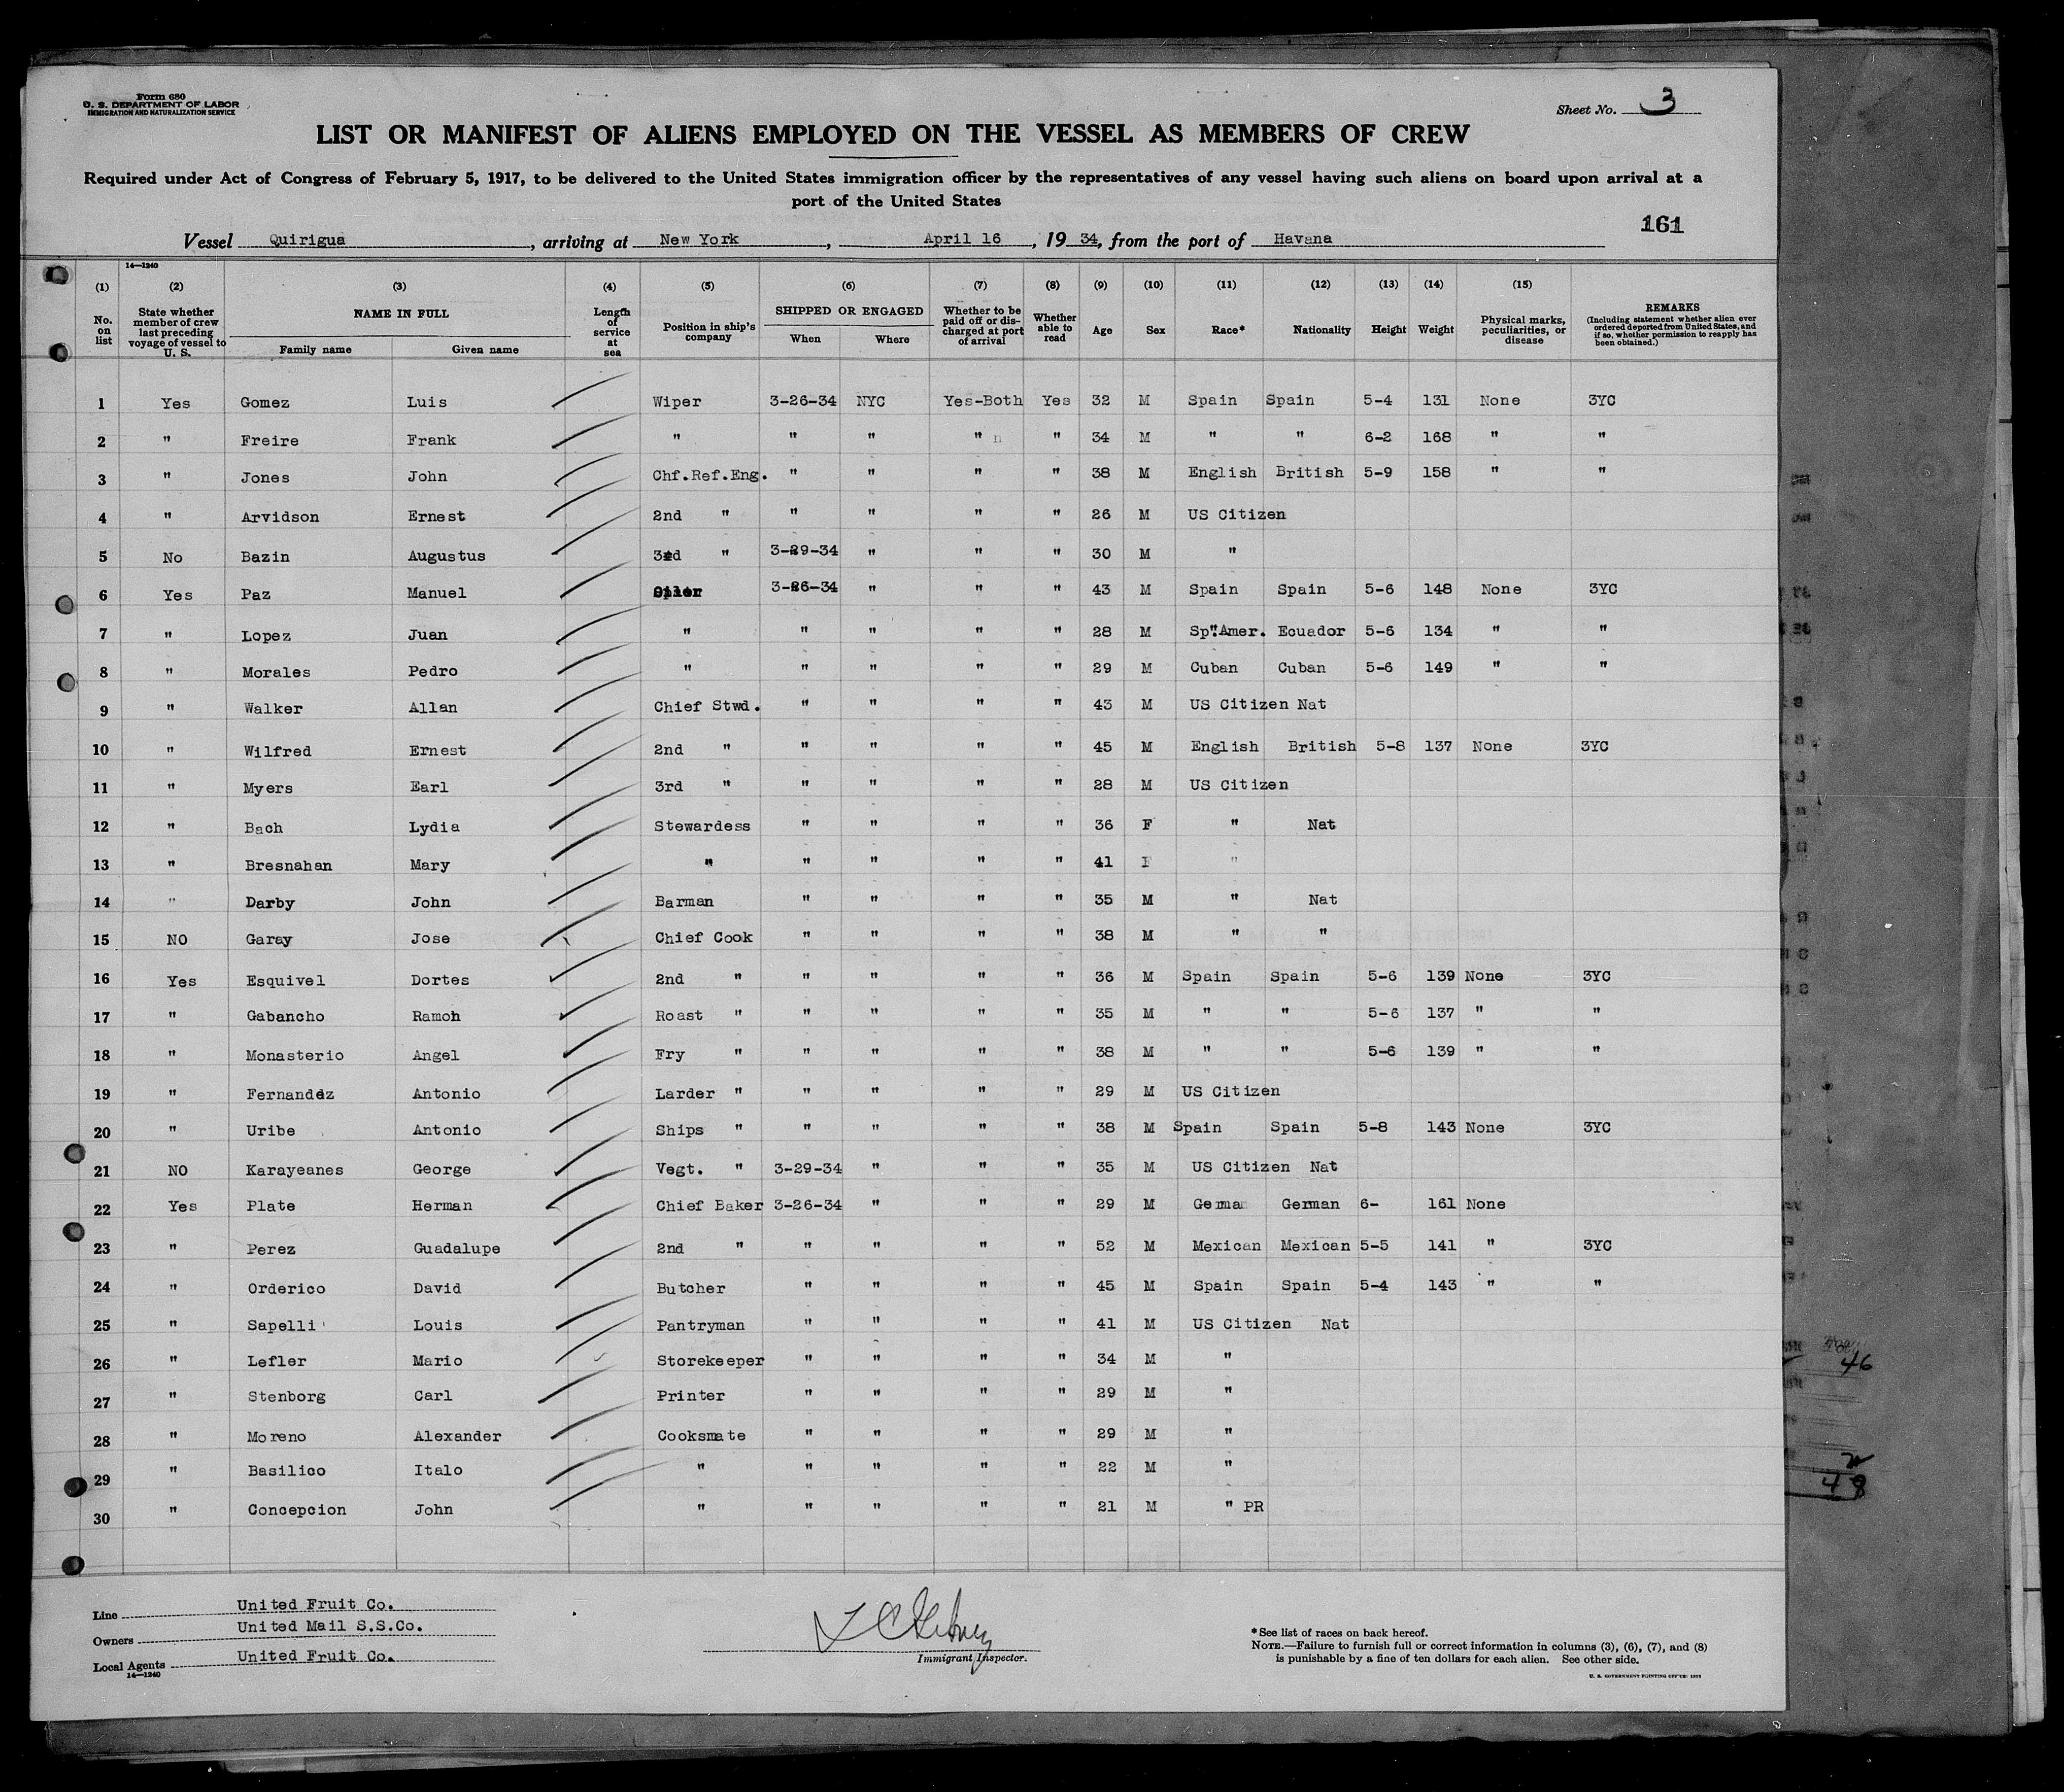 Form 680
U. S. DEPARTMENT OF LABOR
IMMIGRATION AND NATURALIZATION SERVICE
Sheet No. 3
LIST OR MANIFEST OF ALIENS EMPLOYED ON THE VESSEL AS MEMBERS OF CREW
Required under Act of Congress of February 5, 1917, to be delivered to the United States immigration officer by the representatives of any vessel having such aliens on board upon arrival at a
port of the United States
161
Vessel Quirigua, arriving at New York, April 16, 1934, from the port of Havana
14—1240
(1) (2) (3) (4) (5) (6) (7) (8) (9) (10) (11) (12) (13) (14) (15)
No. on list | State whether member of crew last preceding voyage of vessel to U. S. | NAME IN FULL Family name Given name | Length of service at sea | Position in ship's company | SHIPPED OR ENGAGED When Where | Whether to be paid off or discharged at port of arrival | Whether able to read | Age | Sex | Race* | Nationality | Height | Weight | Physical marks, peculiarities, or disease | REMARKS (Including statement whether alien ever ordered deported from United States, and if so, whether permission to reapply has been obtained.)
1 Yes Gomez Luis Wiper 3-26-34 NYC Yes-Both Yes 32 M Spain Spain 5-4 131 None 3YC
2 " Freire Frank " " " " n " 34 M " " 6-2 168 " "
3 " Jones John Chf.Ref.Eng. " " " " 38 M English British 5-9 158 " "
4 " Arvidson Ernest 2nd " " " " " 26 M US Citizen
5 No Bazin Augustus 3rd " 3-29-34 " " " 30 M "
6 Yes Paz Manuel Oiler 3-26-34 " " " 43 M Spain Spain 5-6 148 None 3YC
7 " Lopez Juan " " " " " 28 M Sp. Amer. Ecuador 5-6 134 " "
8 " Morales Pedro " " " " " 29 M Cuban Cuban 5-6 149 " "
9 " Walker Allan Chief Stwd. " " " " 43 M US Citizen Nat
10 " Wilfred Ernest 2nd " " " " " 45 M English British 5-8 137 None 3YC
11 " Myers Earl 3rd " " " " " 28 M US Citizen
12 " Bach Lydia Stewardess " " " " 36 F " Nat
13 " Bresnahan Mary " " " " " 41 F "
14 " Darby John Barman " " " " 35 M " Nat
15 NO Garay Jose Chief Cook " " " " 38 M " "
16 Yes Esquivel Dortes 2nd " " " " " 36 M Spain Spain 5-6 139 None 3YC
17 " Gabancho Ramon Roast " " " " " 35 M " " 5-6 137 " "
18 " Monasterio Angel Fry " " " " " 38 M " " 5-6 139 " "
19 " Fernandez Antonio Larder " " " " " 29 M US Citizen
20 " Uribe Antonio Ships " " " " " 38 M Spain Spain 5-8 143 None 3YC
21 NO Karayeanes George Vegt. " 3-29-34 " " " 35 M US Citizen Nat
22 Yes Plate Herman Chief Baker 3-26-34 " " " 29 M German German 6- 161 None
23 " Perez Guadalupe 2nd " " " " " 52 M Mexican Mexican 5-5 141 " 3YC
24 " Orderico David Butcher " " " " 45 M Spain Spain 5-4 143 " "
25 " Sapelli Louis Pantryman " " " " 41 M US Citizen Nat
26 " Lefler Mario Storekeeper " " " " 34 M "
27 " Stenborg Carl Printer " " " " 29 M "
28 " Moreno Alexander Cooksmate " " " " 29 M "
29 " Basilico Italo " " " " " 22 M "
30 " Concepcion John " " " " " 21 M " PR
46
48
Line United Fruit Co.
Owners United Mail S.S.Co.
Local Agents United Fruit Co.
14—1240
Immigrant Inspector.
*See list of races on back hereof.
NOTE.—Failure to furnish full or correct information in columns (3), (6), (7), and (8)
is punishable by a fine of ten dollars for each alien. See other side.